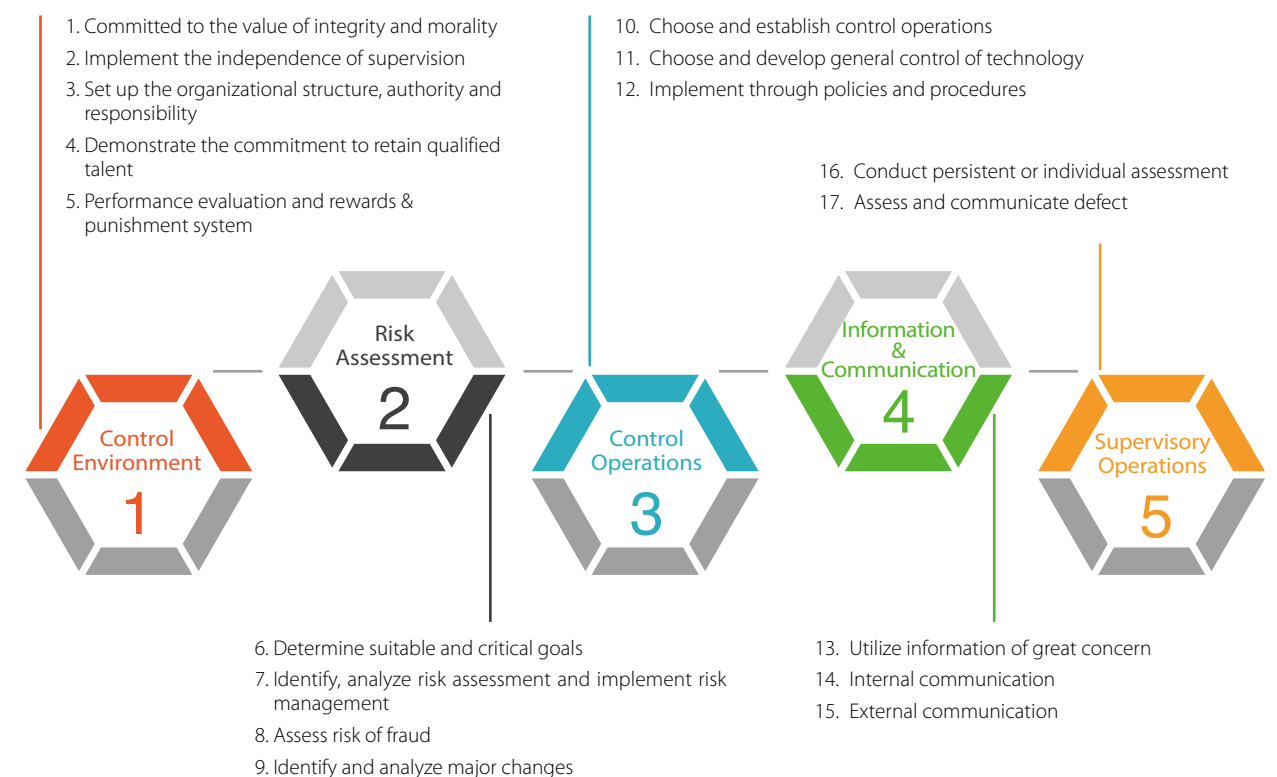 1. Committed to the value of integrity and morality
2. Implement the independence of supervision
3. Set up the organizational structure, authority and
responsibility
4. Demonstrate the commitment to retain qualified
talent
5. Performance evaluation and rewards &
punishment system
10. Choose and establish control operations
11. Choose and develop general control of technology
12. Implement through policies and procedures
16. Conduct persistent or individual assessment
17. Assess and communicate defect
Control
Environment
1
Risk
Assessment
2
Control
Operations
3
Information
&
Communication
4
Supervisory
Operations
5
6. Determine suitable and critical goals
7. Identify, analyze risk assessment and implement risk
management
8. Assess risk of fraud
9. Identify and analyze major changes
13. Utilize information of great concern
14. Internal communication
15. External communication